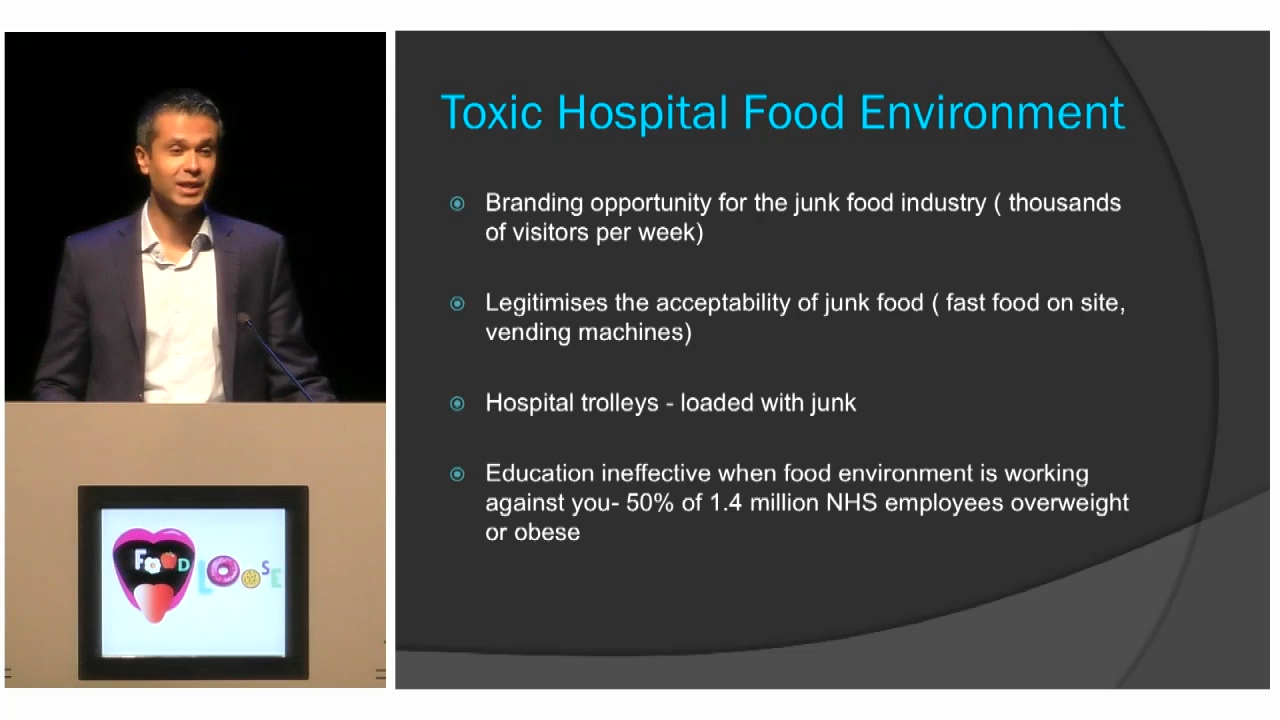 Toxic Hospital Food Environment
Branding opportunity for the junk food industry ( thousands
of visitors per week)
Legitimises the acceptability of junk food ( fast food on site,
vending machines)
Hospital trolleys - loaded with junk
Education ineffective when food environment is working
against you- 50% of 1.4 million NHS employees overweight
or obese
FOOD
LOOSE